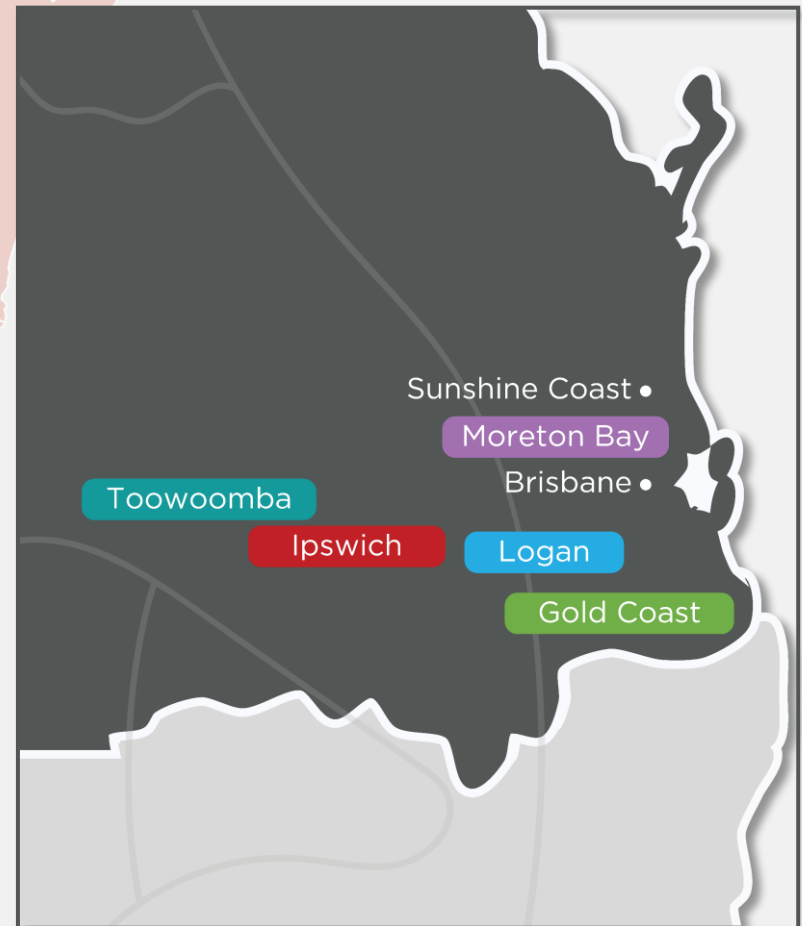 Sunshine Coast
Moreton Bay
Brisbane
Toowoomba
Ipswich
Logan
Gold Coast